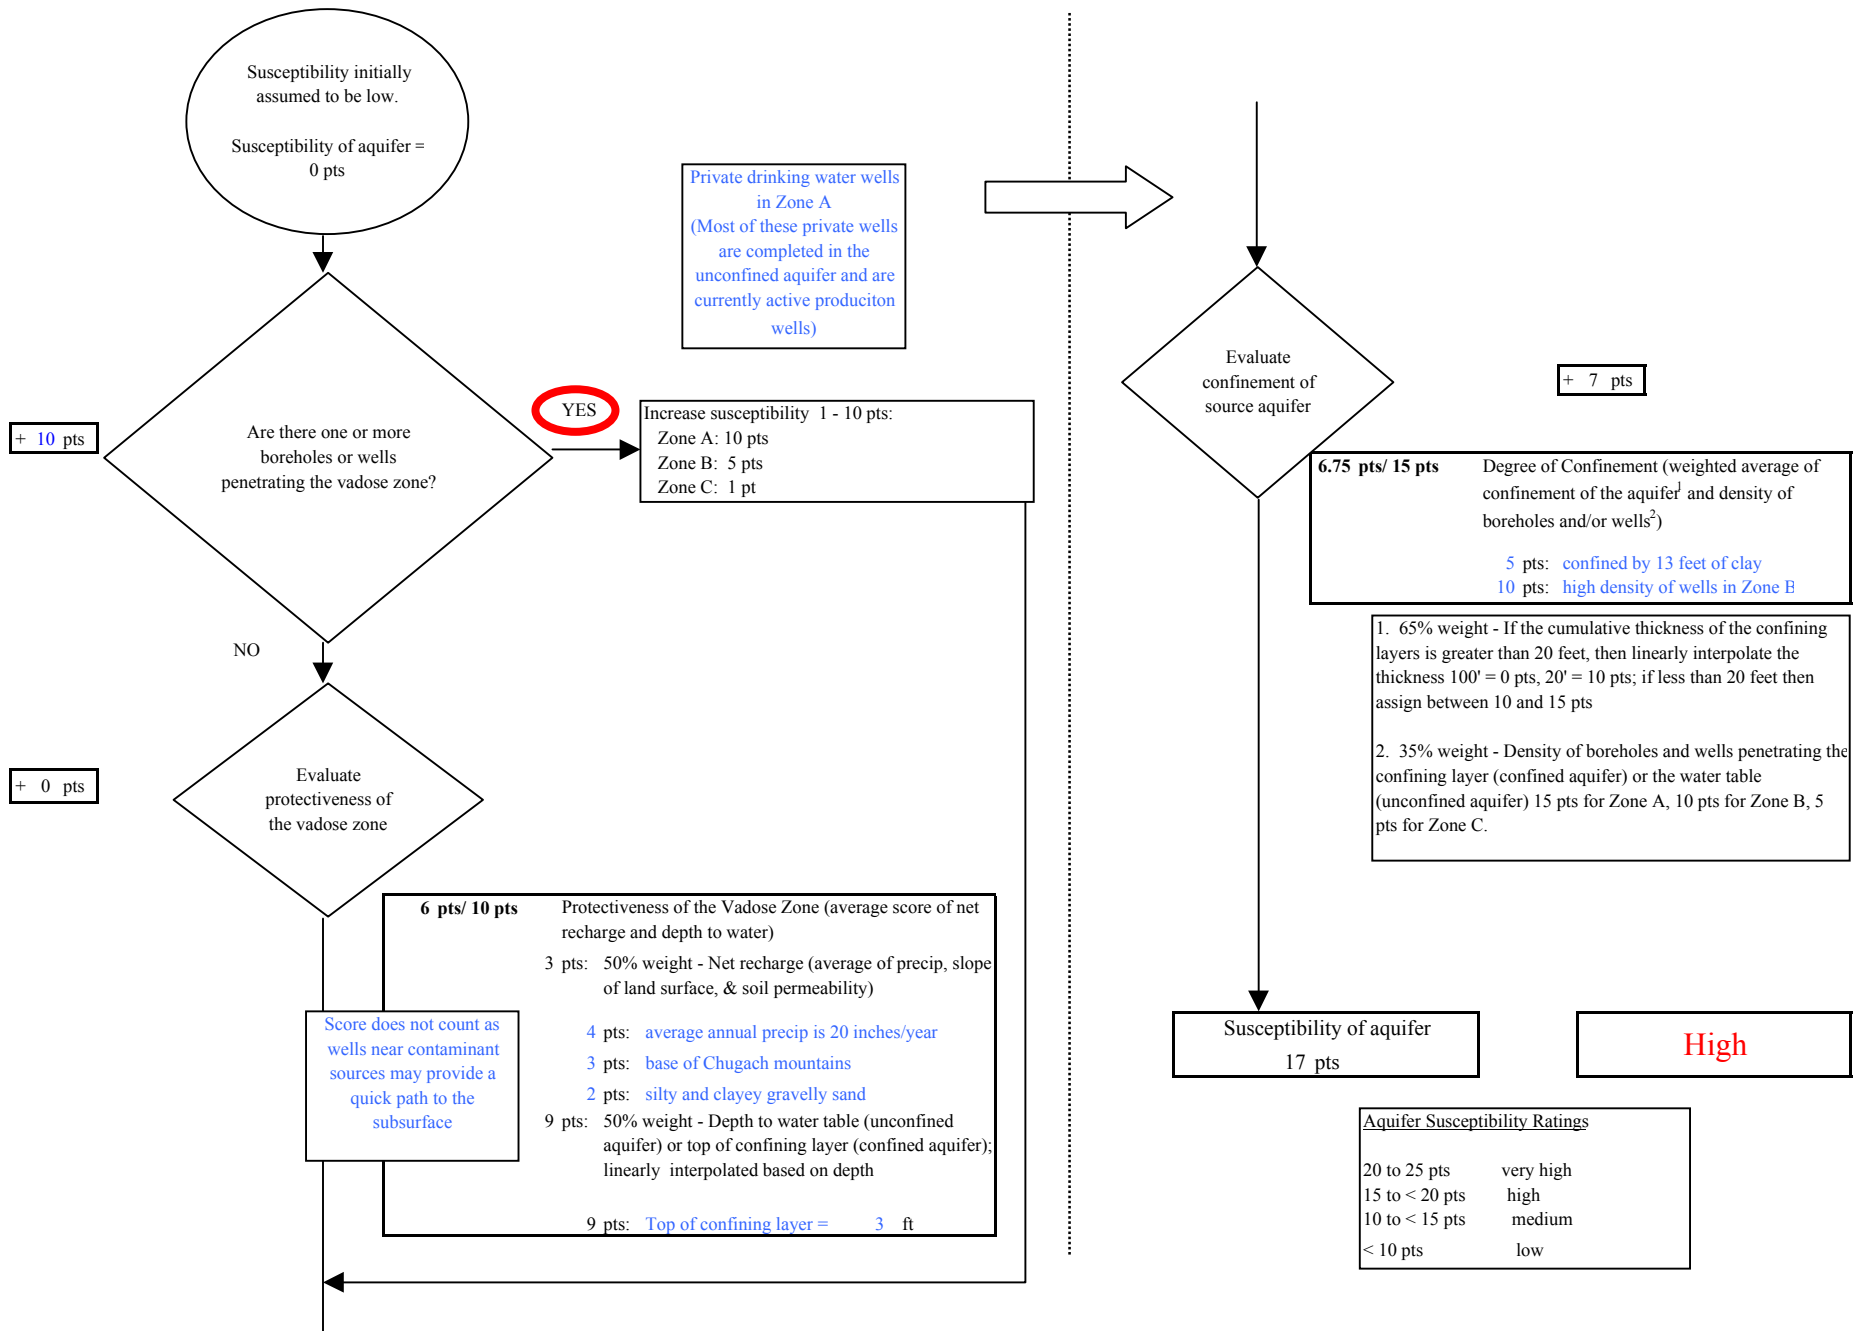 Susceptibility initially
assumed to be low.
Susceptibility of aquifer =
0 pts
Private drinking water wells
in Zone A
(Most of these private wells
are completed in the
unconfined aquifer and are
currently active produciton
wells)
+ 10 pts
Are there one or more
boreholes or wells
penetrating the vadose zone?
YES
Increase susceptibility 1 - 10 pts:
Zone A: 10 pts
Zone B: 5 pts
Zone C: 1 pt
NO
+ 0 pts
Evaluate
protectiveness of
the vadose zone
6 pts/ 10 pts Protectiveness of the Vadose Zone (average score of net
recharge and depth to water)
3 pts: 50% weight - Net recharge (average of precip, slope
of land surface, & soil permeability)
4 pts: average annual precip is 20 inches/year
3 pts: base of Chugach mountains
2 pts: silty and clayey gravelly sand
9 pts: 50% weight - Depth to water table (unconfined
aquifer) or top of confining layer (confined aquifer);
linearly interpolated based on depth
9 pts: Top of confining layer = 3 ft
Score does not count as
wells near contaminant
sources may provide a
quick path to the
subsurface
Evaluate
confinement of
source aquifer
+ 7 pts
6.75 pts/ 15 pts Degree of Confinement (weighted average of
confinement of the aquifer1 and density of
boreholes and/or wells2)
5 pts: confined by 13 feet of clay
10 pts: high density of wells in Zone B
1. 65% weight - If the cumulative thickness of the confining
layers is greater than 20 feet, then linearly interpolate the
thickness 100' = 0 pts, 20' = 10 pts; if less than 20 feet then
assign between 10 and 15 pts
2. 35% weight - Density of boreholes and wells penetrating the
confining layer (confined aquifer) or the water table
(unconfined aquifer) 15 pts for Zone A, 10 pts for Zone B, 5
pts for Zone C.
Susceptibility of aquifer
17 pts
High
Aquifer Susceptibility Ratings
20 to 25 pts very high
15 to < 20 pts high
10 to < 15 pts medium
< 10 pts low